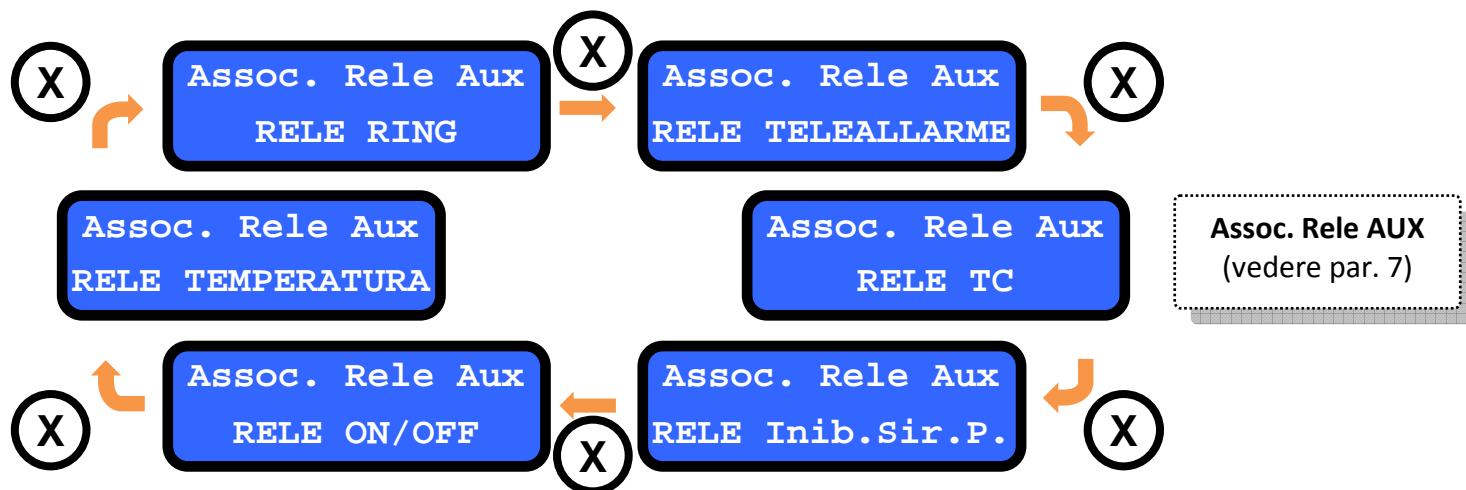 X
Assoc. Rele Aux
RELE RING
X
Assoc. Rele Aux
RELE TELEALLARME
X
Assoc. Rele Aux
RELE TEMPERATURA
Assoc. Rele Aux
RELE TC
Assoc. Rele AUX
(vedere par. 7)
X
Assoc. Rele Aux
RELE ON/OFF
X
Assoc. Rele Aux
RELE Inib.Sir.P.
X